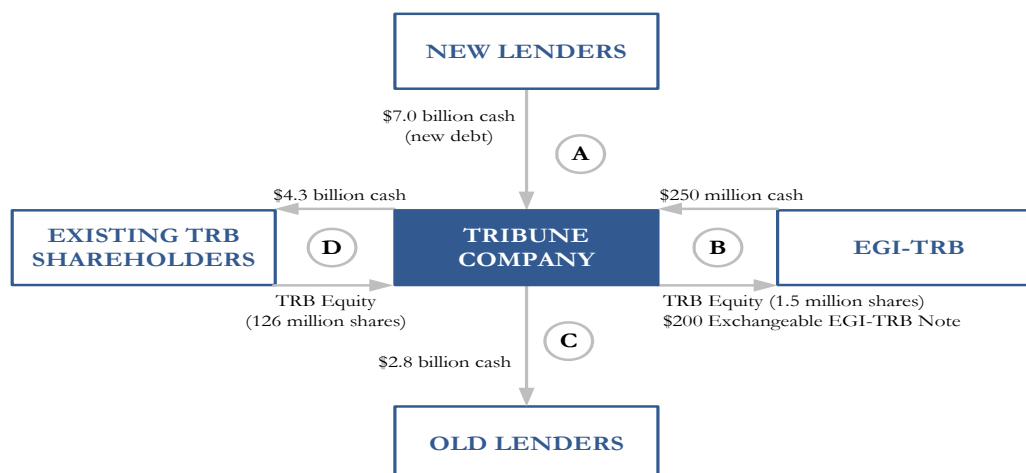 NEW LENDERS
$7.0 billion cash
(new debt)
A
$4.3 billion cash
$250 million cash
EXISTING TRB
SHAREHOLDERS
D
TRIBUNE
COMPANY
B
EGI-TRB
TRB Equity
(126 million shares)
TRB Equity (1.5 million shares)
$200 Exchangeable EGI-TRB Note
C
$2.8 billion cash
OLD LENDERS